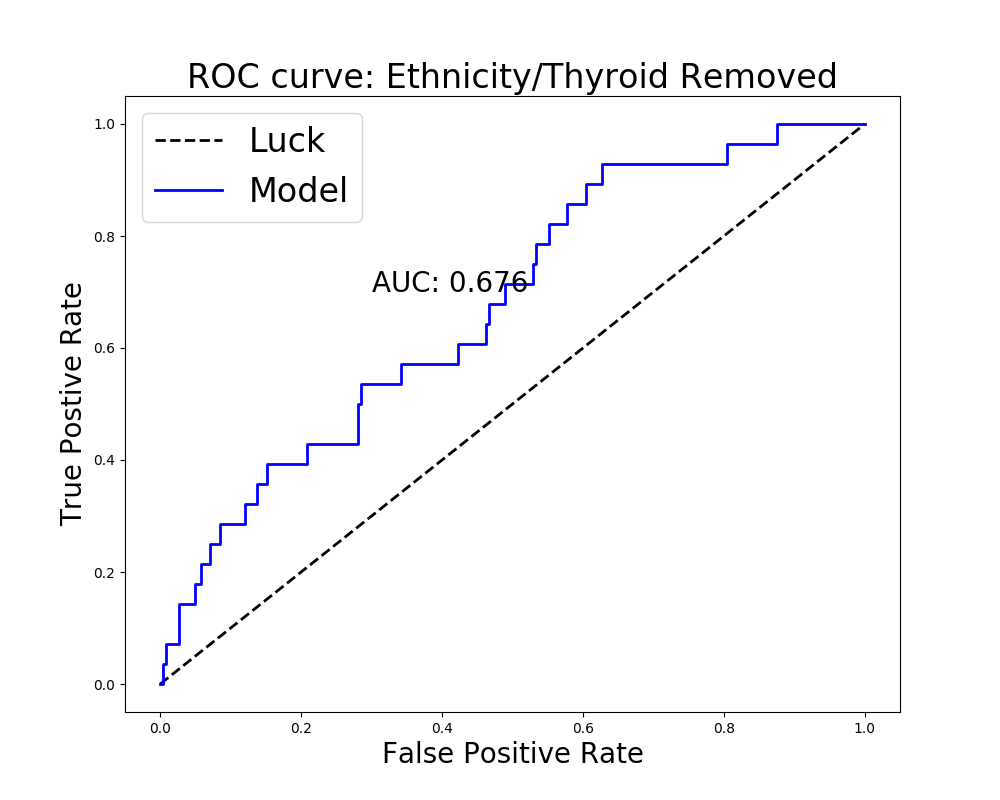 ROC curve: Ethnicity/Thyroid Removed
Luck
Model
AUC: 0.676
True Postive Rate
1.0
0.8
0.6
0.4
0.2
0.0
0.0 0.2 0.4 0.6 0.8 1.0
False Positive Rate